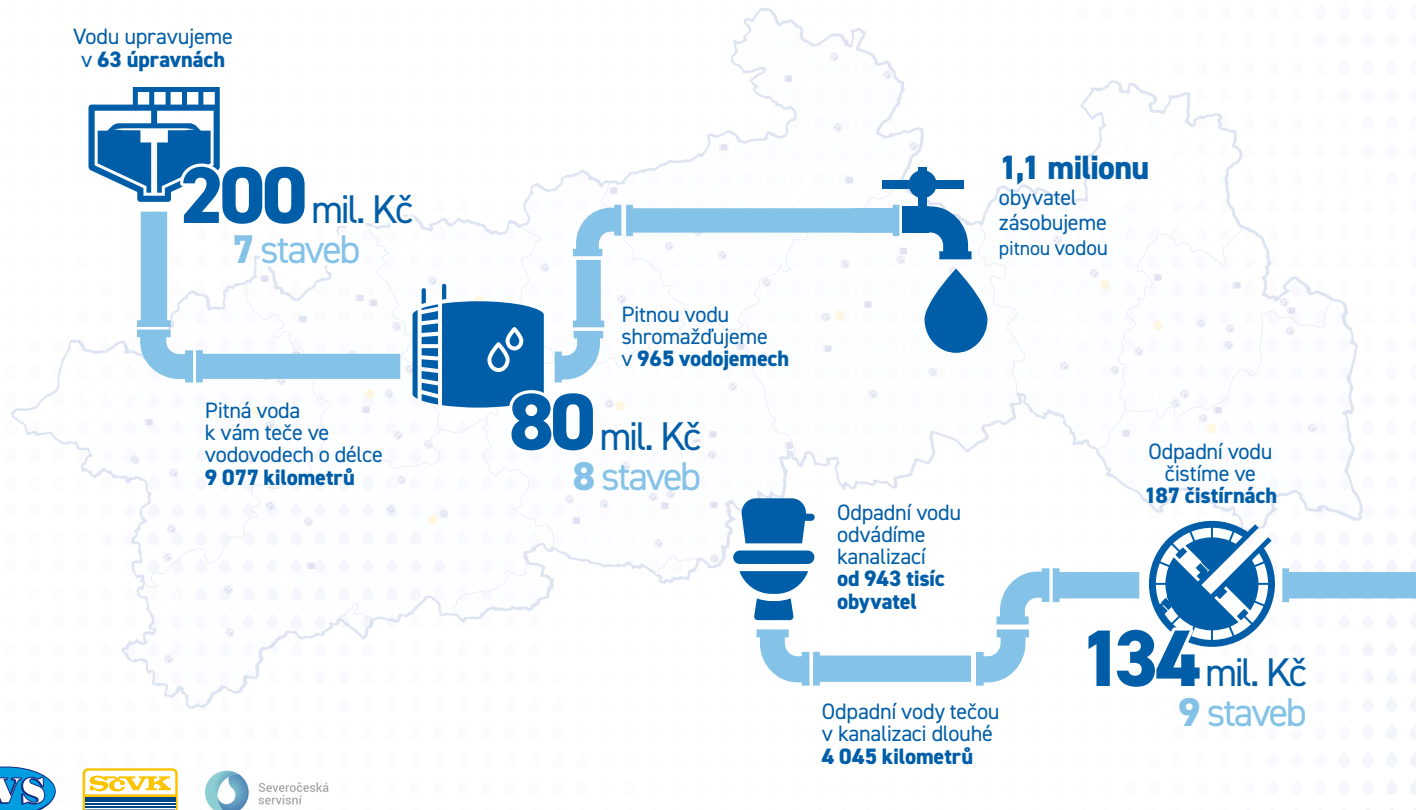 Vodu upravujeme
v 63 úpravnách
200 mil. Kč
7 staveb
Pitná voda
k vám teče ve
vodovodech o délce
9 077 kilometrů
80 mil. Kč
8 staveb
Pitnou vodu
shromažďujeme
v 965 vodojemech
1,1 milionu
obyvatel
zásobujeme
pitnou vodou
Odpadní vodu
odvádíme
kanalizací
od 943 tisíc
obyvatel
Odpadní vody tečou
v kanalizaci dlouhé
4 045 kilometrů
Odpadní vodu
čistíme ve
187 čistírnách
134 mil. Kč
9 staveb
VS
SčVK
Severočeská
servisní